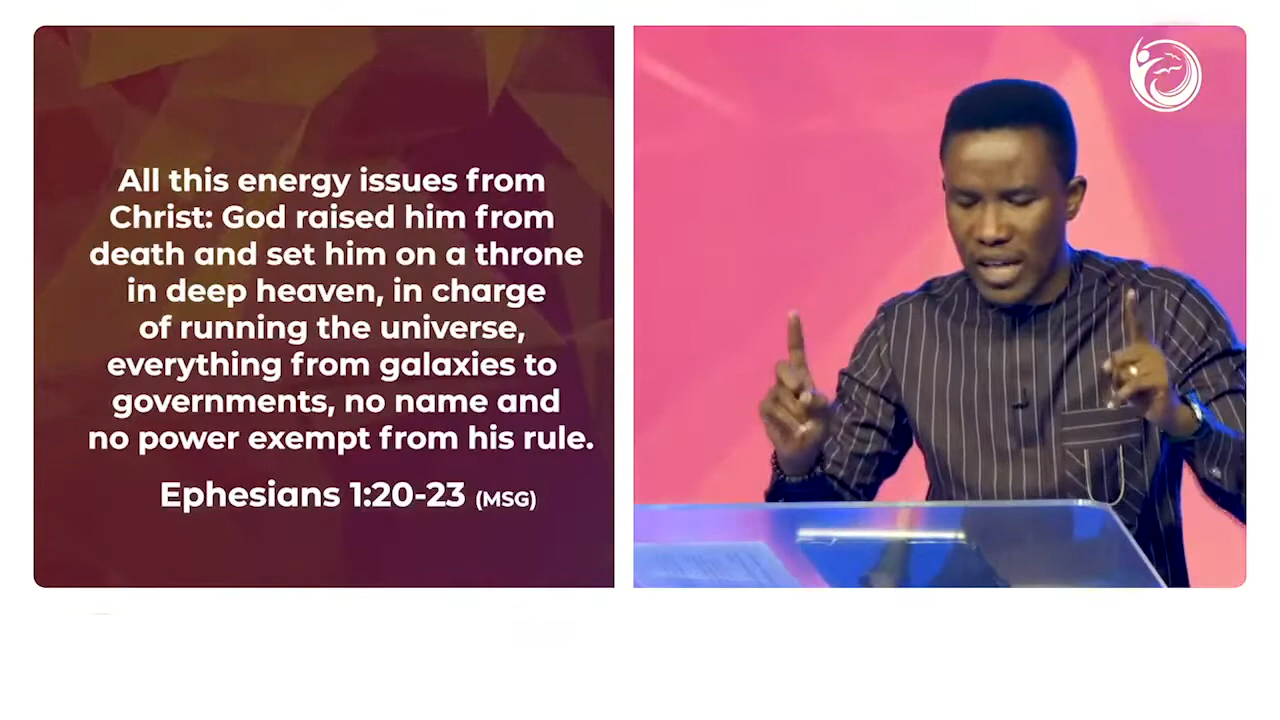 All this energy issues from
Christ: God raised him from
death and set him on a throne
in deep heaven, in charge
of running the universe,
everything from galaxies to
governments, no name and
no power exempt from his rule.
Ephesians 1:20-23 (MSG)